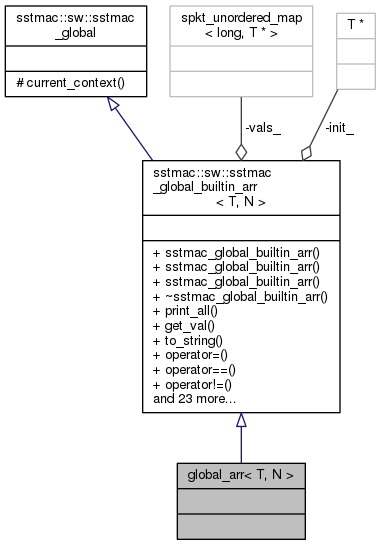 sstmac::sw::sstmac
_global
# current_context()
spkt_unordered_map
< long, T * >
T *
-vals_
-init_
sstmac::sw::sstmac
_global_builtin_arr
< T, N >
+ sstmac_global_builtin_arr()
+ sstmac_global_builtin_arr()
+ sstmac_global_builtin_arr()
+ ~sstmac_global_builtin_arr()
+ print_all()
+ get_val()
+ to_string()
+ operator=()
+ operator==()
+ operator!=()
and 23 more...
global_arr< T, N >